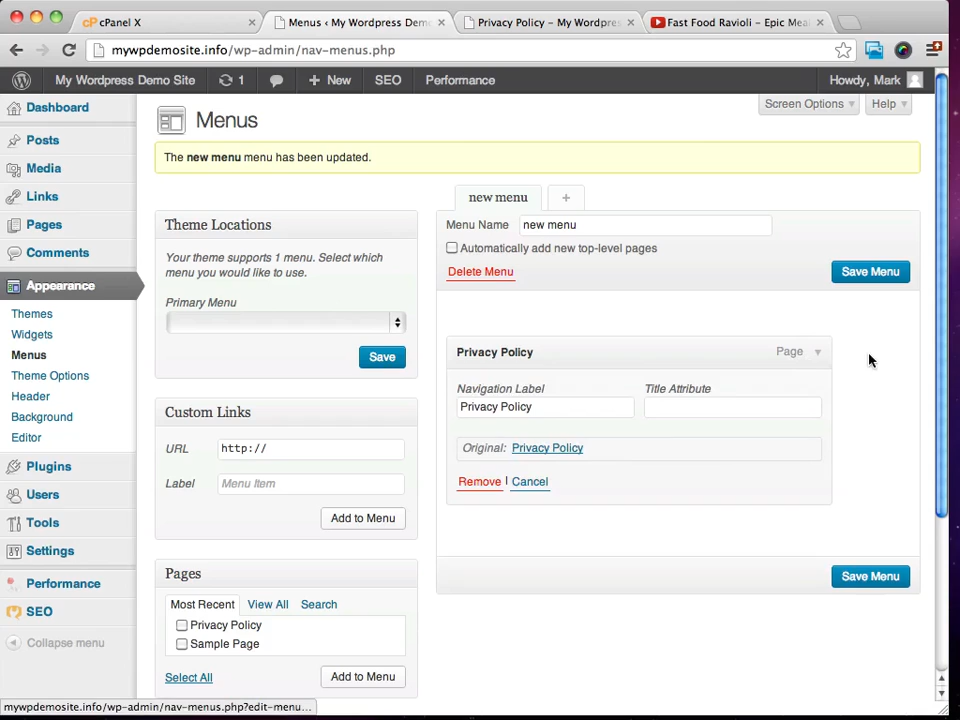 cPanel X
Menus ‹ My Wordpress Demo
Privacy Policy – My Wordpres
Fast Food Ravioli – Epic Mea
mywpdemosite.info/wp-admin/nav-menus.php
My Wordpress Demo Site
1
+ New
SEO
Performance
Howdy, Mark
Dashboard
Posts
Media
Links
Pages
Comments
Appearance
Themes
Widgets
Menus
Theme Options
Header
Background
Editor
Plugins
Users
Tools
Settings
Performance
SEO
Collapse menu
Screen Options
Help
Menus
The new menu menu has been updated.
Theme Locations
Your theme supports 1 menu. Select which
menu you would like to use.
Primary Menu
Save
Custom Links
URL
http://
Label
Menu Item
Add to Menu
Pages
Most Recent
View All
Search
Privacy Policy
Sample Page
Select All
Add to Menu
new menu
+
Menu Name
new menu
Automatically add new top-level pages
Delete Menu
Save Menu
Privacy Policy
Page
Navigation Label
Title Attribute
Privacy Policy
Original: Privacy Policy
Remove | Cancel
Save Menu
mywpdemosite.info/wp-admin/nav-menus.php?edit-menu...